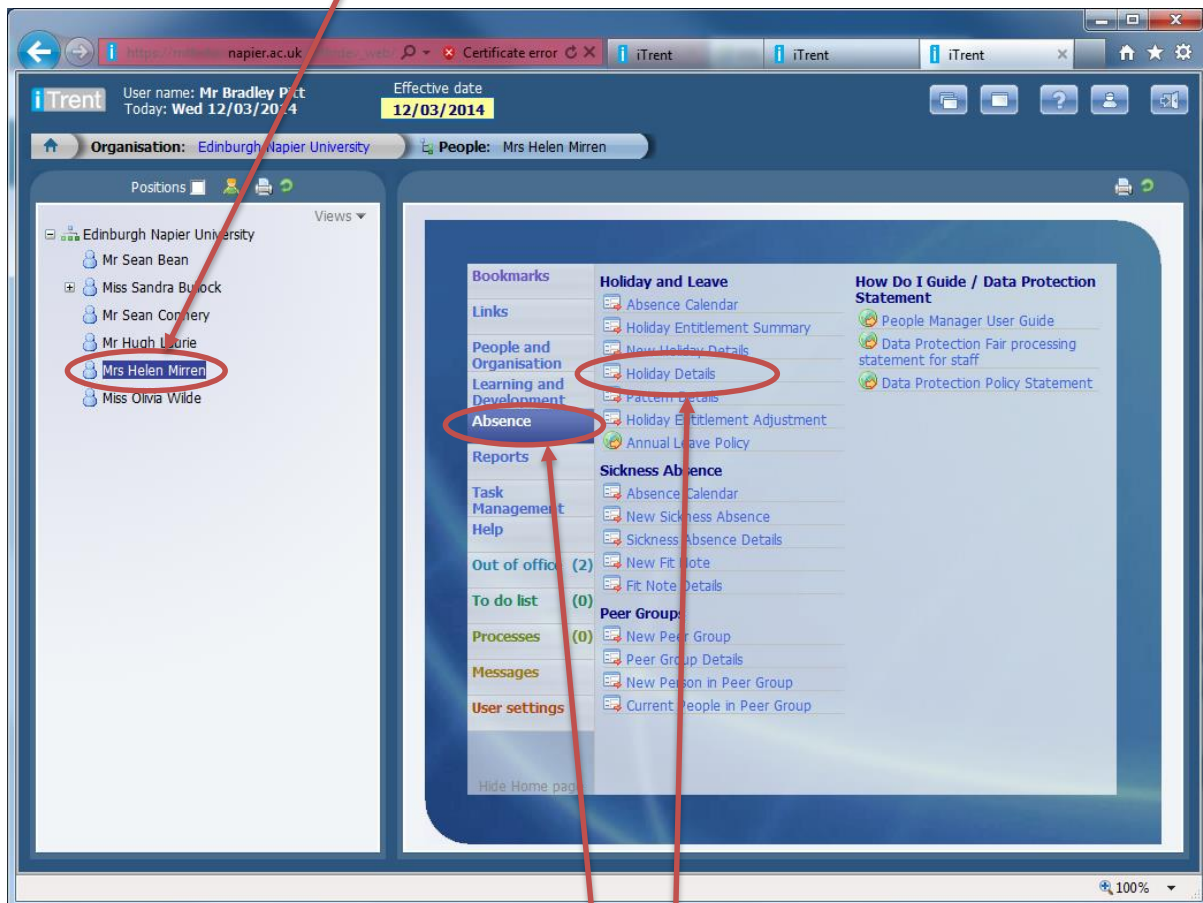 napier.ac.uk
Certificate error
iTrent
iTrent
iTrent
iTrent
User name: Mr Bradley Pitt
Today: Wed 12/03/2014
Effective date
12/03/2014
Organisation: Edinburgh Napier University
People: Mrs Helen Mirren
Positions
Views
Edinburgh Napier University
Mr Sean Bean
Miss Sandra Bullock
Mr Sean Connery
Mr Hugh Laurie
Mrs Helen Mirren
Miss Olivia Wilde
Bookmarks
Links
People and
Organisation
Learning and
Development
Absence
Reports
Task
Management
Help
Out of office (2)
To do list (0)
Processes (0)
Messages
User settings
Hide Home page
Holiday and Leave
Absence Calendar
Holiday Entitlement Summary
New Holiday Details
Holiday Details
Pattern Details
Holiday Entitlement Adjustment
Annual Leave Policy
Sickness Absence
Absence Calendar
New Sickness Absence
Sickness Absence Details
New Fit Note
Fit Note Details
Peer Groups
New Peer Group
Peer Group Details
New Person in Peer Group
Current People in Peer Group
How Do I Guide / Data Protection
Statement
People Manager User Guide
Data Protection Fair processing
statement for staff
Data Protection Policy Statement
100%